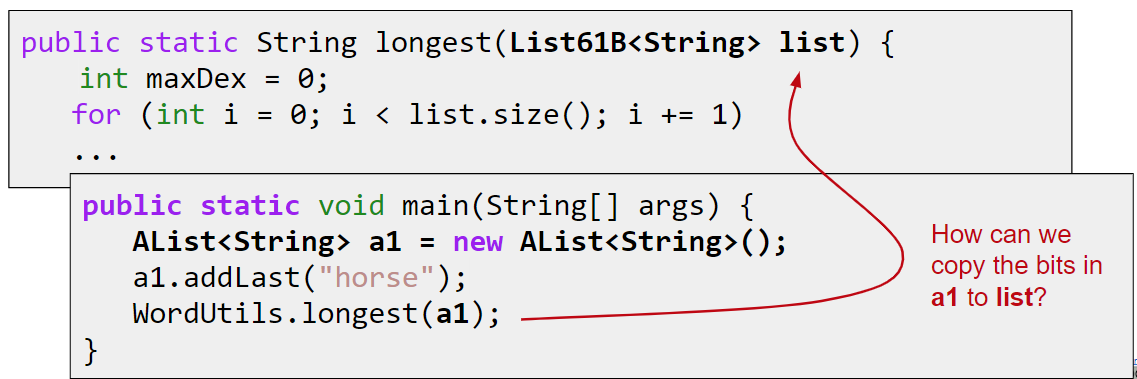 public static String longest(List61B<String> list) {
int maxDex = 0;
for (int i = 0; i < list.size(); i += 1)
...
public static void main(String[] args) {
AList<String> a1 = new AList<String>();
a1.addLast("horse");
WordUtils.longest(a1);
}
How can we
copy the bits in
a1 to list?